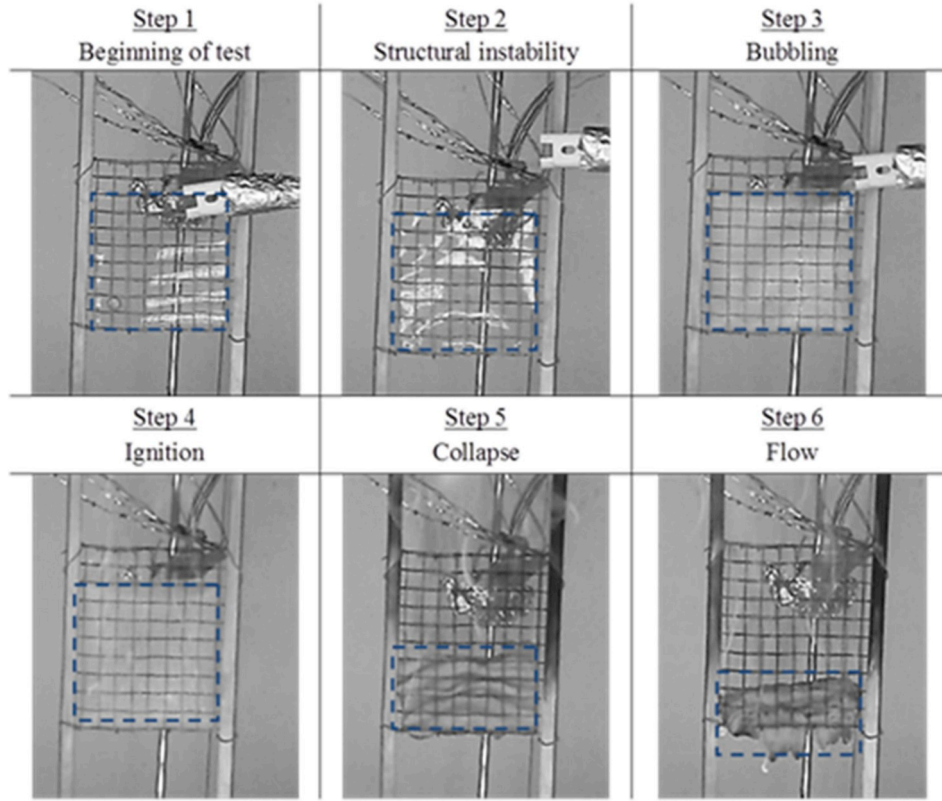 Step 1
Beginning of test
Step 2
Structural instability
Step 3
Bubbling
Step 4
Ignition
Step 5
Collapse
Step 6
Flow